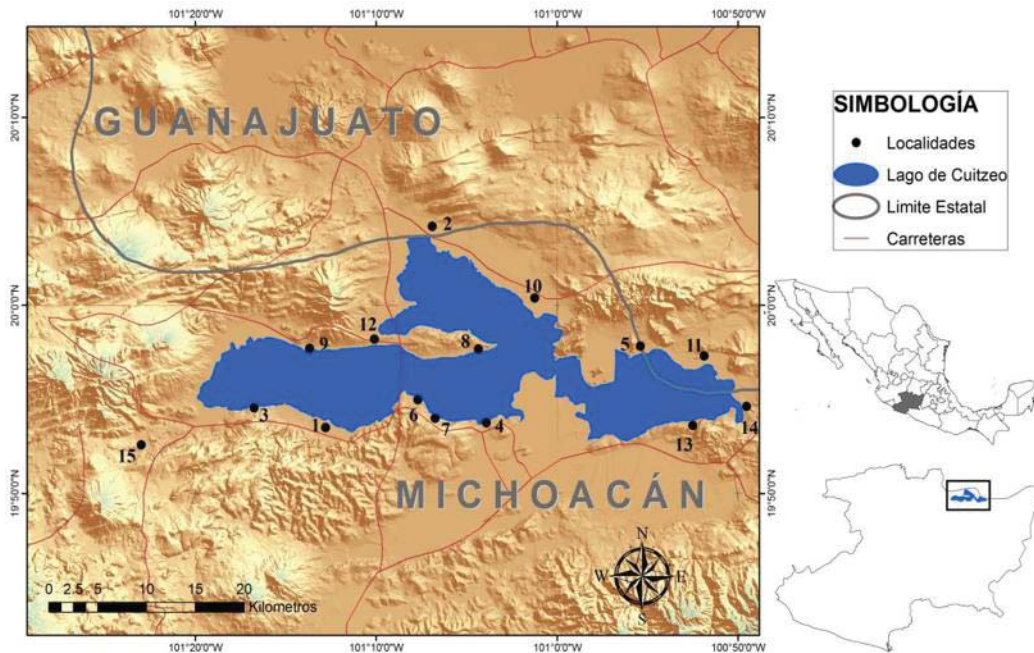 101°20'0"W 101°10'0"W 101°0'0"W 100°50'0"W
20°10'0"N
20°10'0"N
GUANAJUATO
SIMBOLOGÍA
Localidades
Lago de Cuitzeo
Limite Estatal
Carreteras
2
20°0'0"N
20°0'0"N
10
12
9
8
5
11
3
1
6
7
4
13
14
15
19°50'0"N
19°50'0"N
MICHOACÁN
N
W E
S
0 2.5 5 10 15 20
Kilometros
101°20'0"W 101°10'0"W 101°0'0"W 100°50'0"W